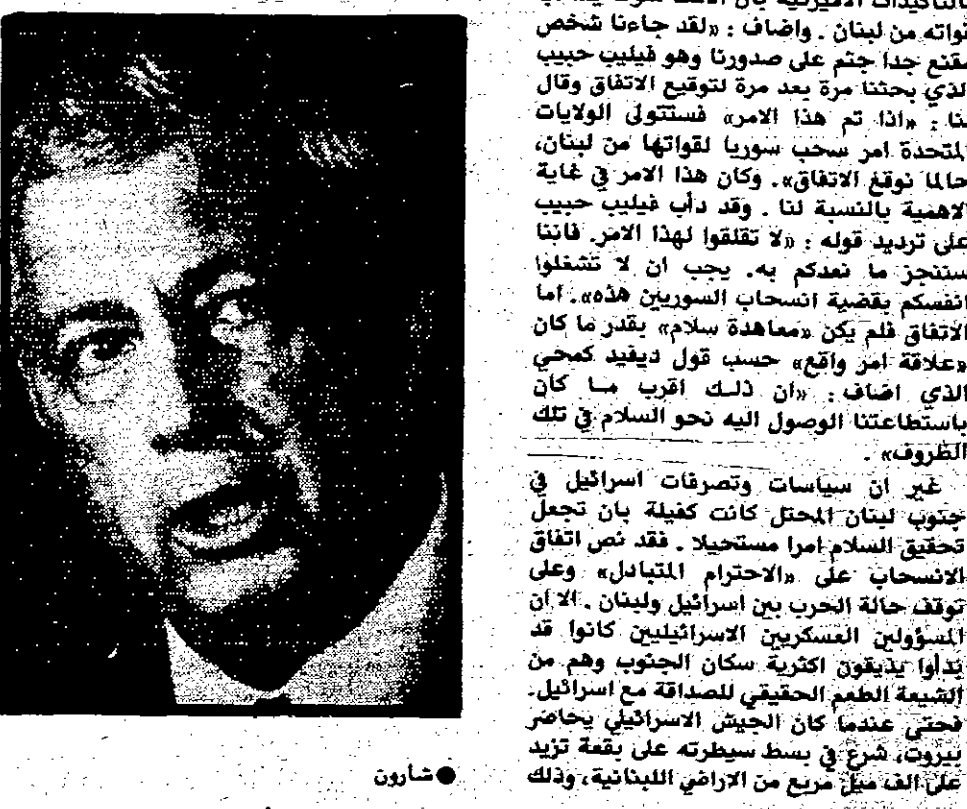 بالتأكيدات الاميركية بان
قواته من لبنان . واضاف : «لقد جاءنا شخص
مقنع جدا جثم على صدورنا وهو فيليب حبيب
لذي بحثنا مرة بعد مرة لتوقيع الاتفاق وقال
لنا : «اذا تم هذا الامر» فستتولى الولايات
لمتحدة امر سحب سوريا لقواتها من لبنان،
حالما نوقع الاتفاق». وكان هذا الامر في غاية
الاهمية بالنسبة لنا . وقد دأب فيليب حبيب
على ترديد قوله : «لا تقلقوا لهذا الامر. فاننا
سننجز ما نعدكم به. يجب ان لا تشغلوا
انفسكم بقضية انسحاب السوريين هذه». اما
الاتفاق فلم يكن «معاهدة سلام» بقدر ما كان
«علاقة امر واقع» حسب قول ديفيد كمحي
الذي اضاف : «ان ذلك اقرب ما كان
باستطاعتنا الوصول اليه نحو السلام في تلك
الظروف» .
غير ان سياسات وتصرفات اسرائيل في
جنوب لبنان المحتل كانت كفيلة بان تجعل
تحقيق السلام امرا مستحيلا . فقد نص اتفاق
الانسحاب على «الاحترام المتبادل» وعلى
توقف حالة الحرب بين اسرائيل ولبنان . الا ان
المسؤولين العسكريين الاسرائيليين كانوا قد
بدأوا يذيقون اكثرية سكان الجنوب وهم من
الشيعة الطعم الحقيقي للصداقة مع اسرائيل.
فحتى عندما كان الجيش الاسرائيلي يحاصر
بيروت، شرع في بسط سيطرته على بقعة تزيد
على الف ميل مربع من الاراضي اللبنانية، وذلك
●شارون